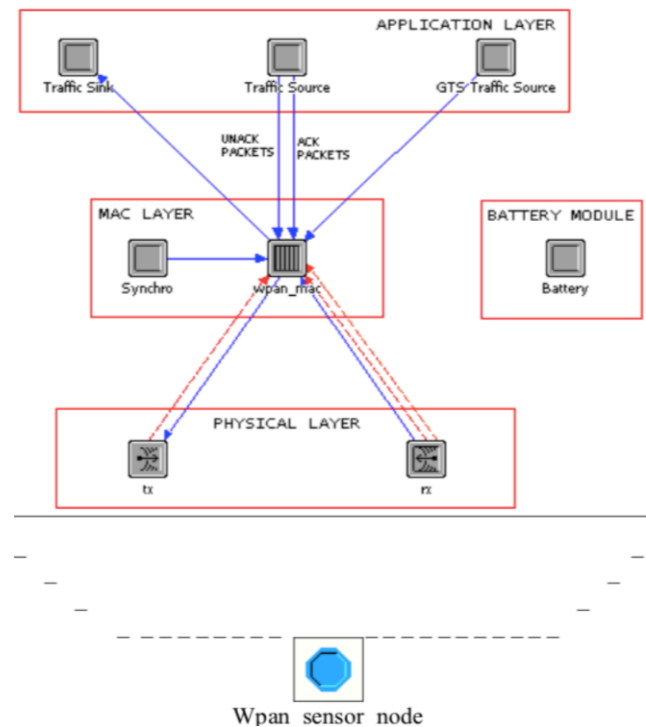 APPLICATION LAYER
Traffic Sink
Traffic Source
GTS Traffic Source
UNACK
PACKETS
ACK
PACKETS
MAC LAYER
BATTERY MODULE
Synchro
wpan_mac
Battery
PHYSICAL LAYER
tx
rx
Wpan sensor node